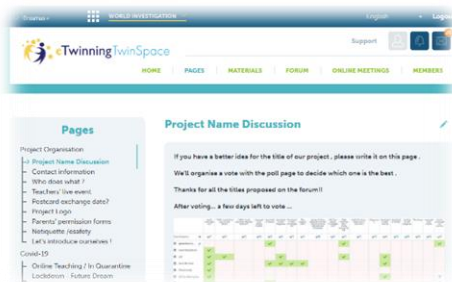 Erasmus+
WORLD INVESTIGATION
English
Logout
eTwinningTwinSpace
Support
HOME PAGES MATERIALS FORUM ONLINE MEETINGS MEMBERS
Pages
Project Organisation
Project Name Discussion
Contact information
Who does what ?
Teachers' live event
Postcard exchange date?
Project Logo
Parents' permission forms
Netiquette /esafety
Let's introduce ourselves !
Covid-19
Online Teaching / In Quarantine
Lockdown - Future Dream
Project Name Discussion
If you have a better idea for the title of our project , please write it on this page .
We'll organise a vote with the poll page to decide which one is the best .
Thanks for all the titles proposed on the forum!!
After voting... a few days left to vote ...